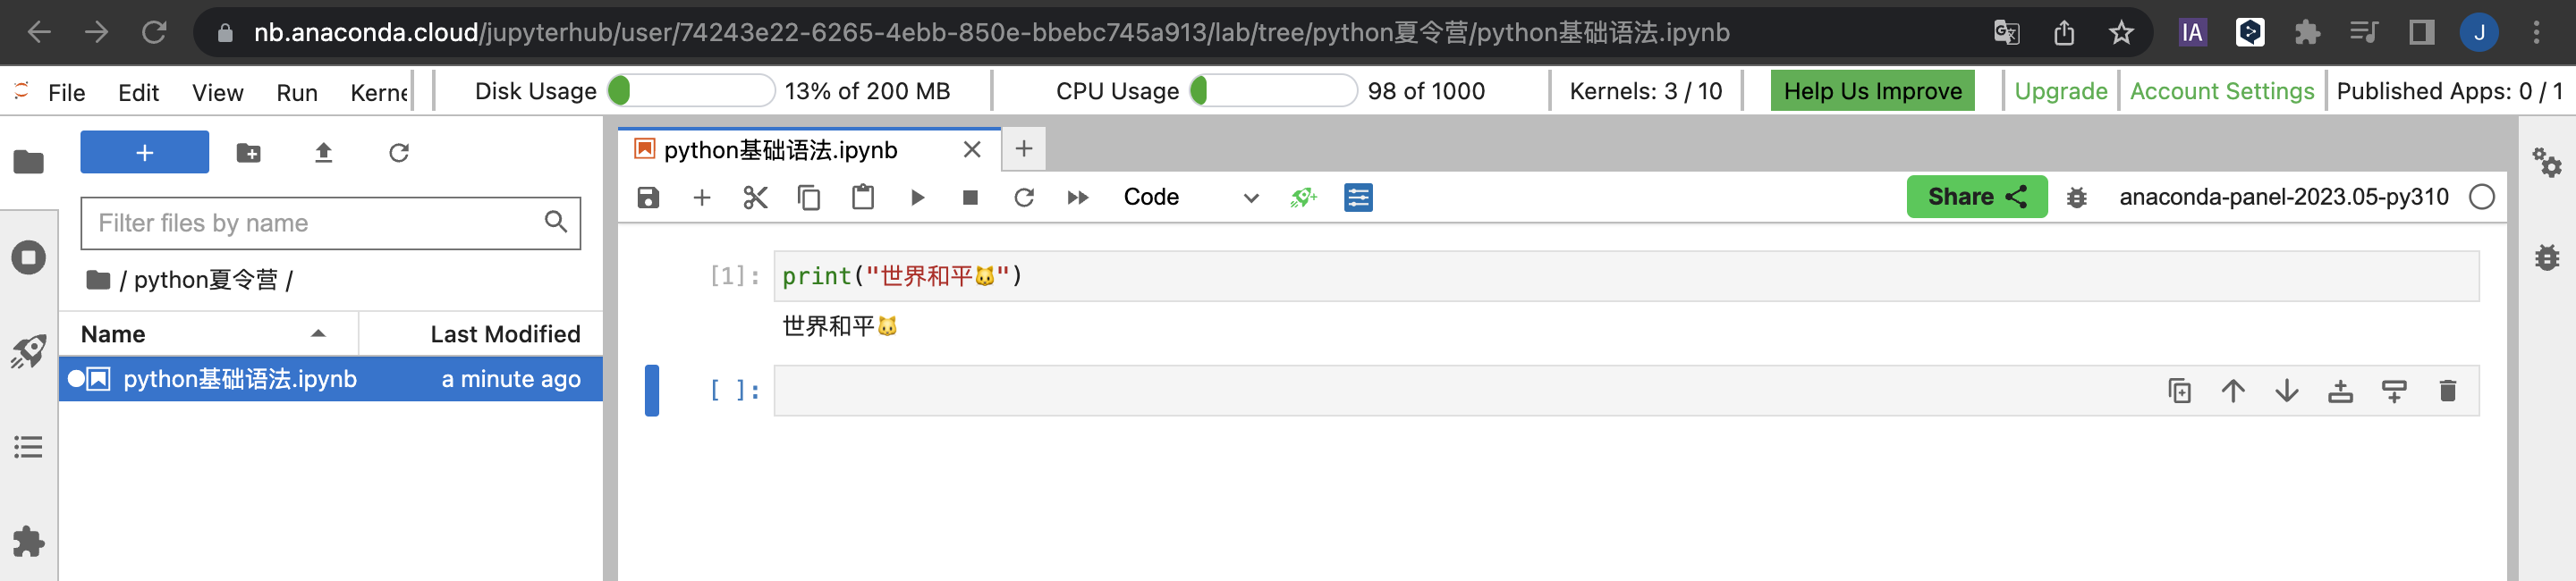 nb.anaconda.cloud/jupyterhub/user/74243e22-6265-4ebb-850e-bbebc745a913/lab/tree/python夏令营/python基础语法.ipynb
IA
J
File Edit View Run Kerne
Disk Usage 13% of 200 MB
CPU Usage 98 of 1000
Kernels: 3 / 10
Help Us Improve
Upgrade
Account Settings
Published Apps: 0 / 1
+
Filter files by name
/ python夏令营 /
Name Last Modified
python基础语法.ipynb a minute ago
python基础语法.ipynb
Code
Share
anaconda-panel-2023.05-py310
[1]: print("世界和平🐱")
世界和平🐱
[ ]: